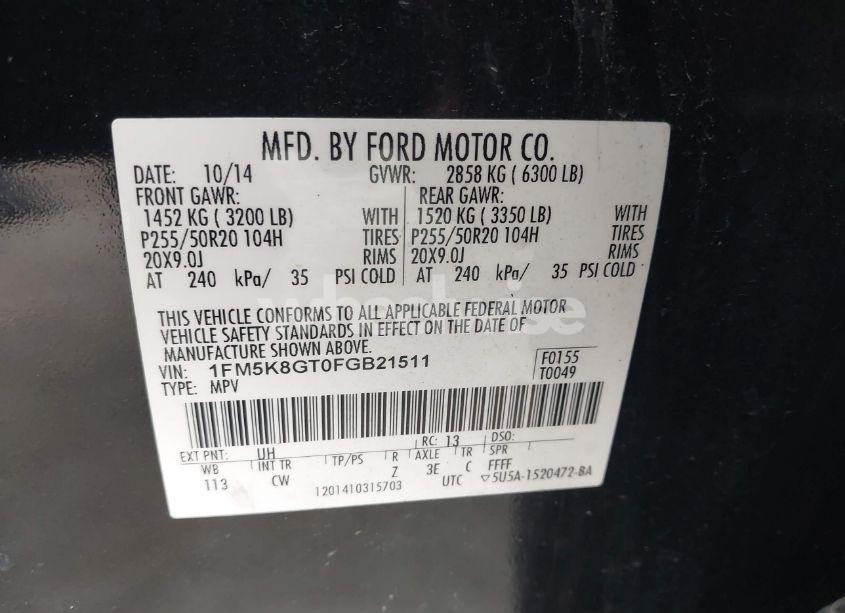 MFD. BY FORD MOTOR CO.
DATE: 10/14 GVWR: 2858 KG ( 6300 LB)
FRONT GAWR: REAR GAWR:
1452 KG ( 3200 LB) WITH 1520 KG ( 3350 LB) WITH
P255/50R20 104H TIRES P255/50R20 104H TIRES
20X9.0J RIMS 20X9.0J RIMS
AT 240 kPa/ 35 PSI COLD AT 240 kPa/ 35 PSI COLD
THIS VEHICLE CONFORMS TO ALL APPLICABLE FEDERAL MOTOR
VEHICLE SAFETY STANDARDS IN EFFECT ON THE DATE OF
MANUFACTURE SHOWN ABOVE.
VIN: 1FM5K8GT0FGB21511 F0155
TYPE: MPV T0049
EXT PNT: UH RC: 13 DSO:
WB INT TR TP/PS R AXLE TR SPR
113 CW Z 3E C FFFF
1201410315703 UTC ▽5U5A-1520472-BA